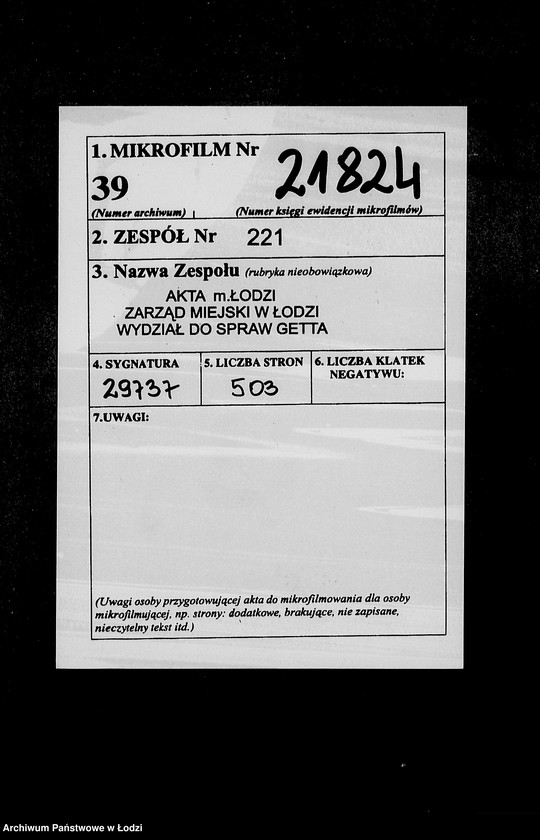 1. MIKROFILM Nr 21824
39
(Numer archiwum) (Numer księgi ewidencji mikrofilmów)
2. ZESPÓŁ Nr 221
3. Nazwa Zespołu (rubryka nieobowiązkowa)
AKTA m.ŁODZI
ZARZĄD MIEJSKI W ŁODZI
WYDZIAŁ DO SPRAW GETTA
4. SYGNATURA 5. LICZBA STRON 6. LICZBA KLATEK
NEGATYWU:
29737 503
7.UWAGI:
(Uwagi osoby przygotowującej akta do mikrofilmowania dla osoby
mikrofilmującej, np. strony: dodatkowe, brakujące, nie zapisane,
nieczytelny tekst itd.)
Archiwum Państwowe w Łodzi